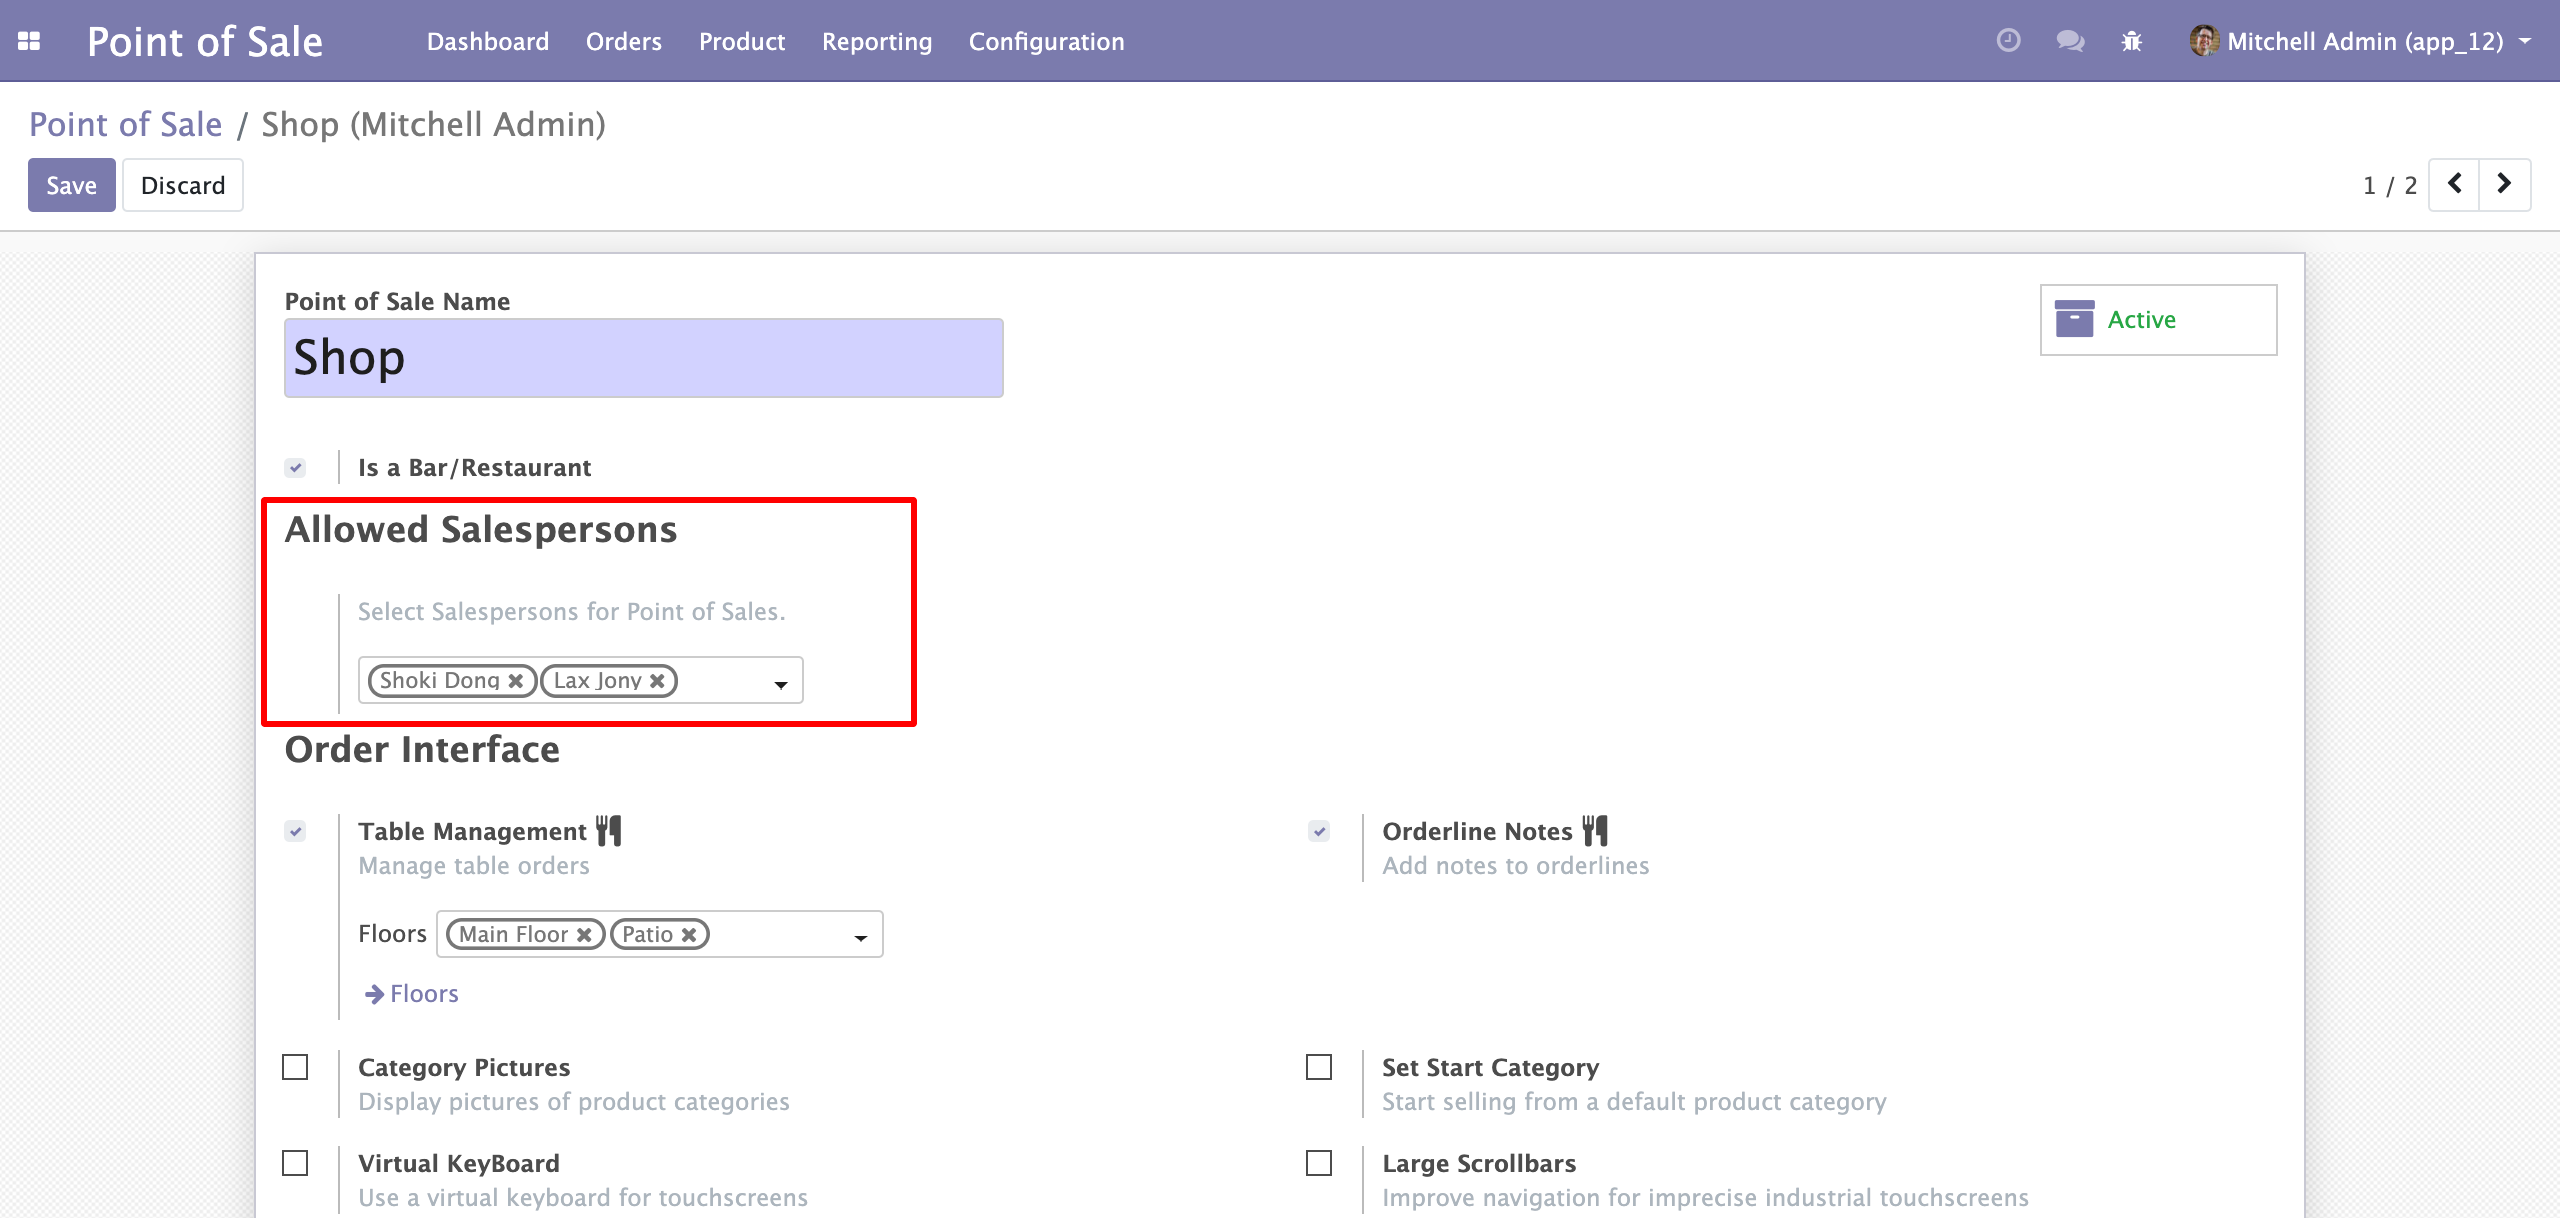 Point of Sale Dashboard Orders Product Reporting Configuration Mitchell Admin (app_12)
Point of Sale / Shop (Mitchell Admin)
Save Discard 1 / 2
Point of Sale Name
Active
Shop
Is a Bar/Restaurant
Allowed Salespersons
Select Salespersons for Point of Sales.
Shoki Dong Lax Jony
Order Interface
Table Management Orderline Notes
Manage table orders Add notes to orderlines
Floors Main Floor Patio
Floors
Category Pictures Set Start Category
Display pictures of product categories Start selling from a default product category
Virtual KeyBoard Large Scrollbars
Use a virtual keyboard for touchscreens Improve navigation for imprecise industrial touchscreens